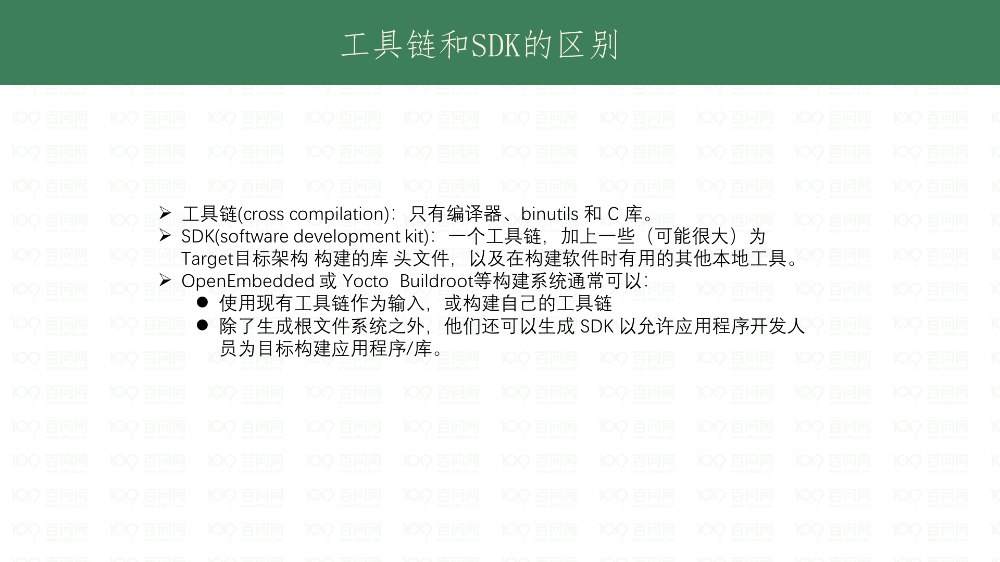 工具链和SDK的区别
➢ 工具链(cross compilation)：只有编译器、binutils 和 C 库。
➢ SDK(software development kit)：一个工具链，加上一些（可能很大）为
Target目标架构 构建的库 头文件，以及在构建软件时有用的其他本地工具。
➢ OpenEmbedded 或 Yocto  Buildroot等构建系统通常可以：
● 使用现有工具链作为输入，或构建自己的工具链
● 除了生成根文件系统之外，他们还可以生成 SDK 以允许应用程序开发人
员为目标构建应用程序/库。
百问网
www.100ask.net